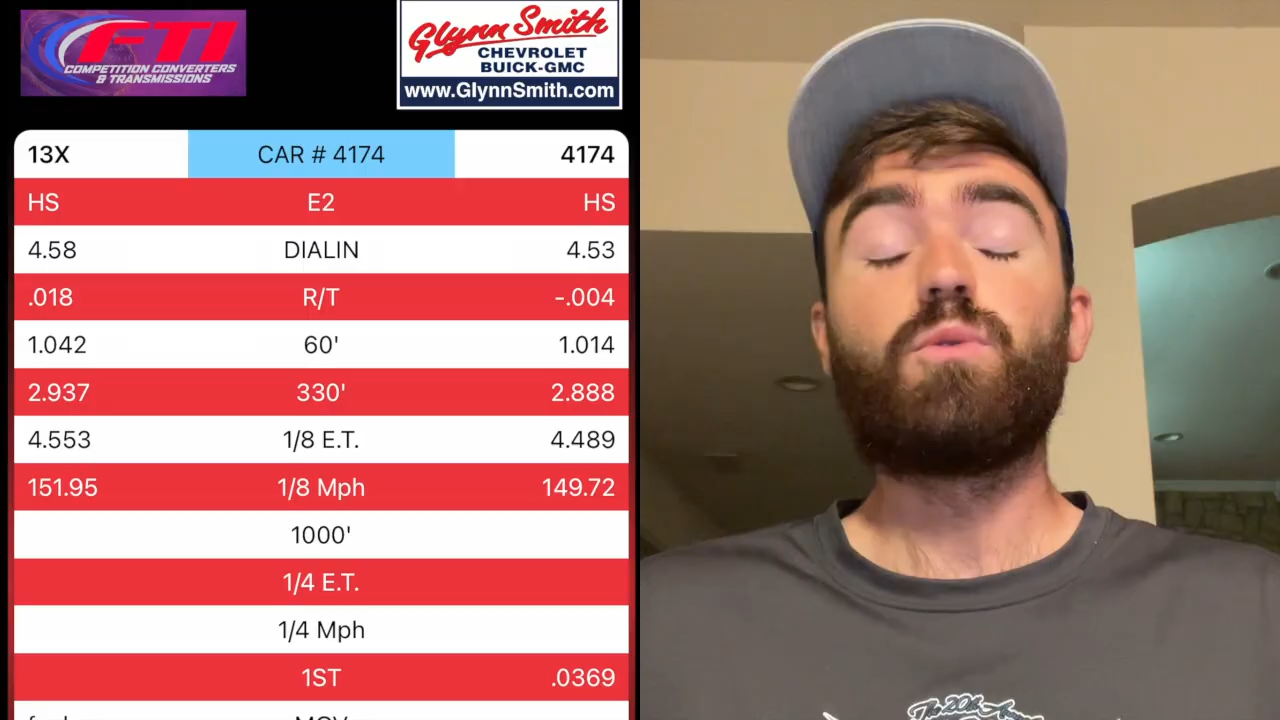 FTI
COMPETITION CONVERTERS
& TRANSMISSIONS
Glynn Smith
CHEVROLET
BUICK-GMC
www.GlynnSmith.com
13X CAR # 4174 4174
HS E2 HS
4.58 DIALIN 4.53
.018 R/T -.004
1.042 60' 1.014
2.937 330' 2.888
4.553 1/8 E.T. 4.489
151.95 1/8 Mph 149.72
1000'
1/4 E.T.
1/4 Mph
1ST .0369
The 20th